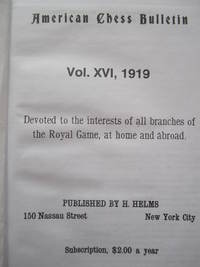 American Chess Bulletin
Vol. XVI, 1919
Devoted to the interests of all branches of
the Royal Game, at home and abroad.
PUBLISHED BY H. HELMS
150 Nassau Street New York City
Subscription, $2.00 a year